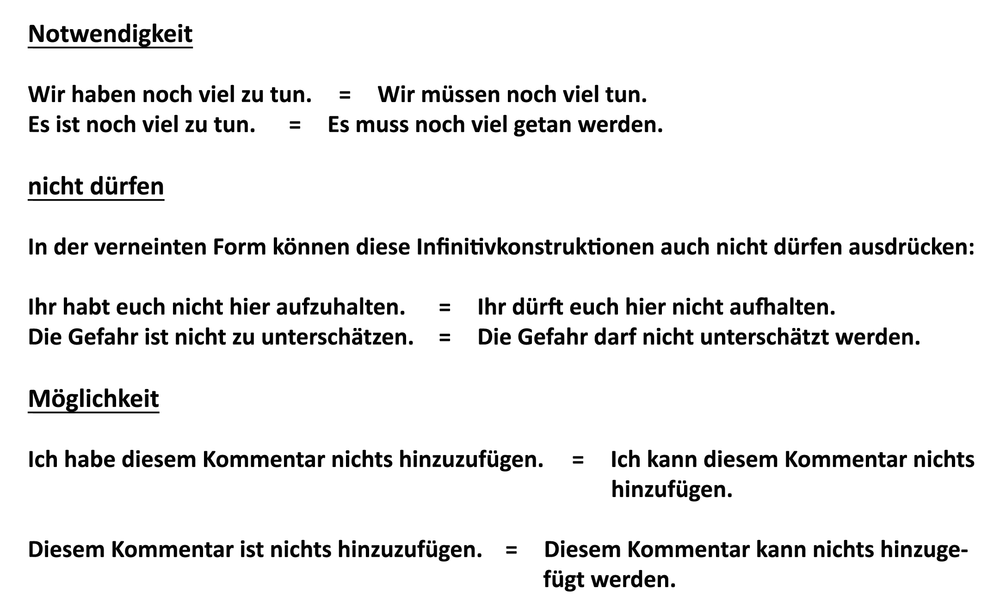 Notwendigkeit
Wir haben noch viel zu tun. = Wir müssen noch viel tun.
Es ist noch viel zu tun. = Es muss noch viel getan werden.
nicht dürfen
In der verneinten Form können diese Infinitivkonstruktionen auch nicht dürfen ausdrücken:
Ihr habt euch nicht hier aufzuhalten. = Ihr dürft euch hier nicht aufhalten.
Die Gefahr ist nicht zu unterschätzen. = Die Gefahr darf nicht unterschätzt werden.
Möglichkeit
Ich habe diesem Kommentar nichts hinzuzufügen. = Ich kann diesem Kommentar nichts
hinzufügen.
Diesem Kommentar ist nichts hinzuzufügen. = Diesem Kommentar kann nichts hinzuge-
fügt werden.